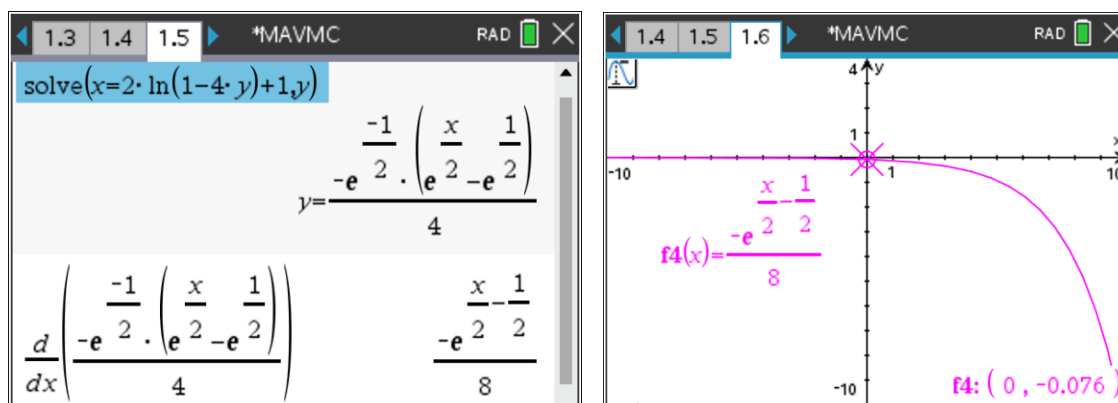 1.3 1.4 1.5 *MAVMC RAD
solve(x=2·ln(1−4·y)+1,y)
y=(-e^(-1/2)·(e^(x/2)−e^(1/2)))/4
d/dx((-e^(-1/2)·(e^(x/2)−e^(1/2)))/4) (-e^(x/2−1/2))/8
1.4 1.5 1.6 *MAVMC RAD
4 y
1
x
-10 1 10
f4(x)=(-e^(x/2−1/2))/8
-10 f4: ( 0 , -0.076 )